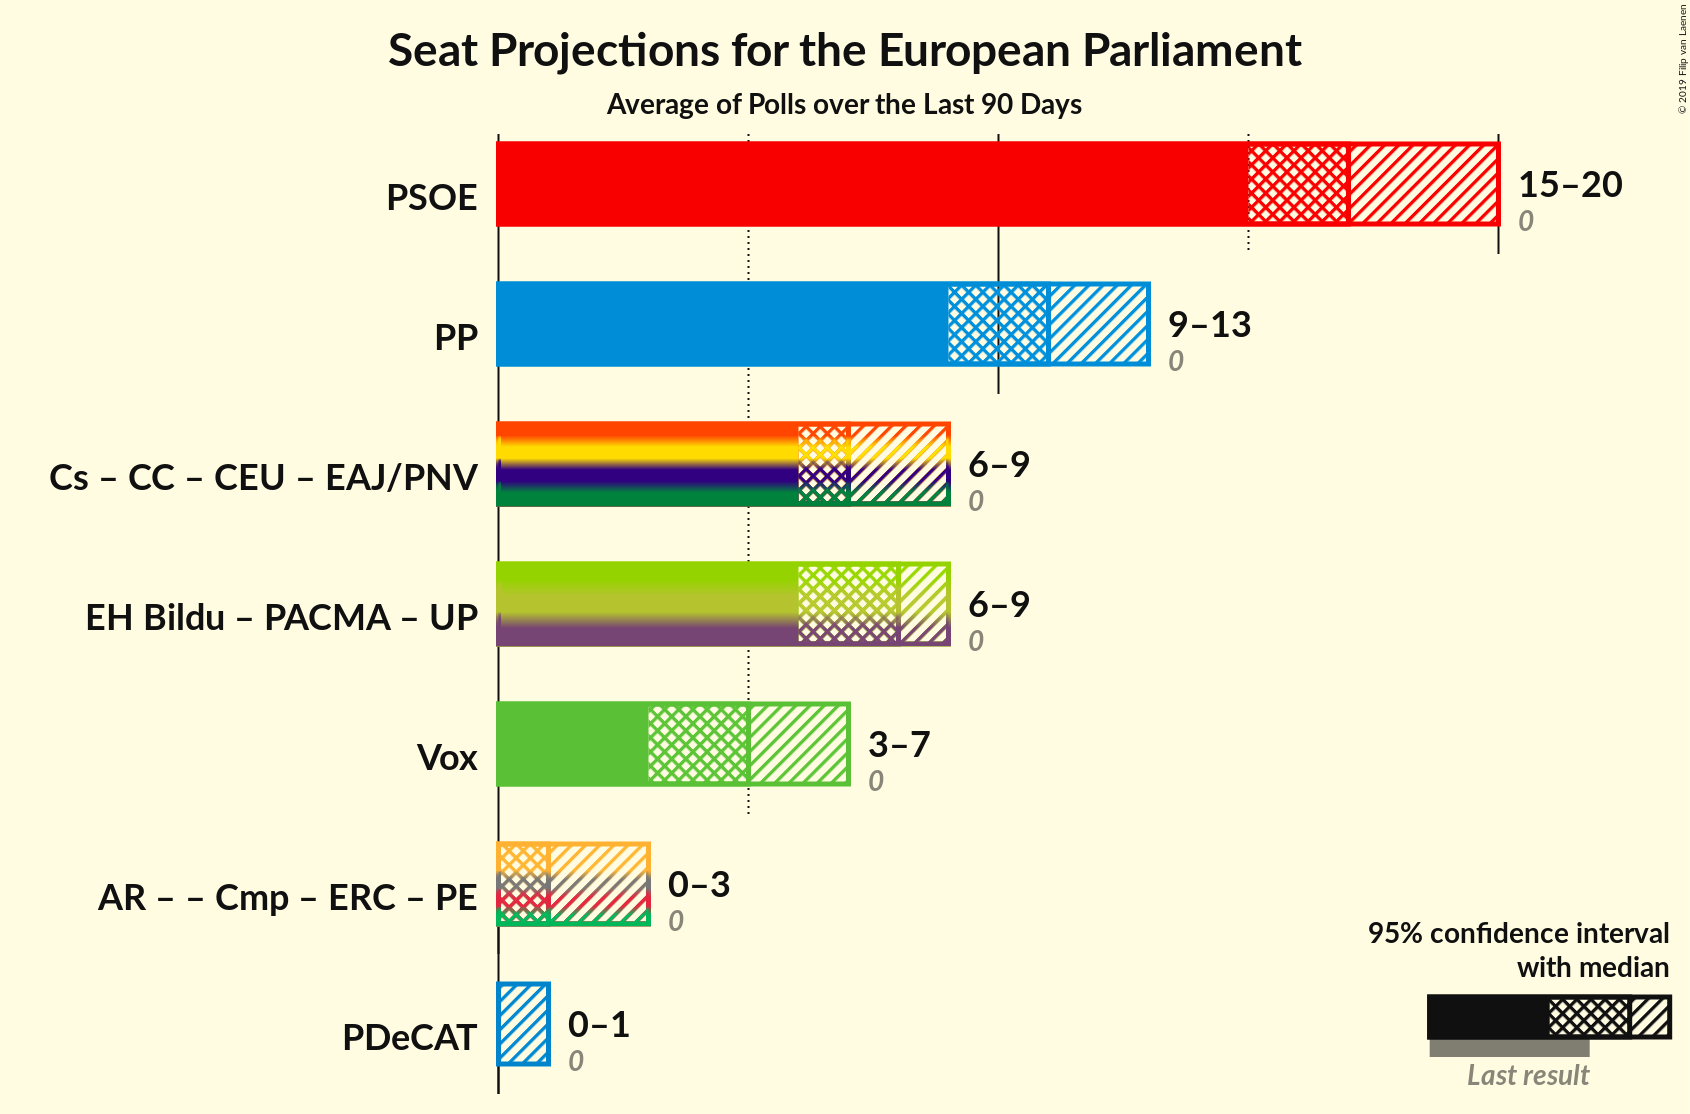 Seat Projections for the European Parliament
Average of Polls over the Last 90 Days
© 2019 Filip van Laenen
PSOE
15–20
0
PP
9–13
0
Cs – CC – CEU – EAJ/PNV
6–9
0
EH Bildu – PACMA – UP
6–9
0
Vox
3–7
0
AR – – Cmp – ERC – PE
0–3
0
PDeCAT
0–1
0
95% confidence interval
with median
Last result